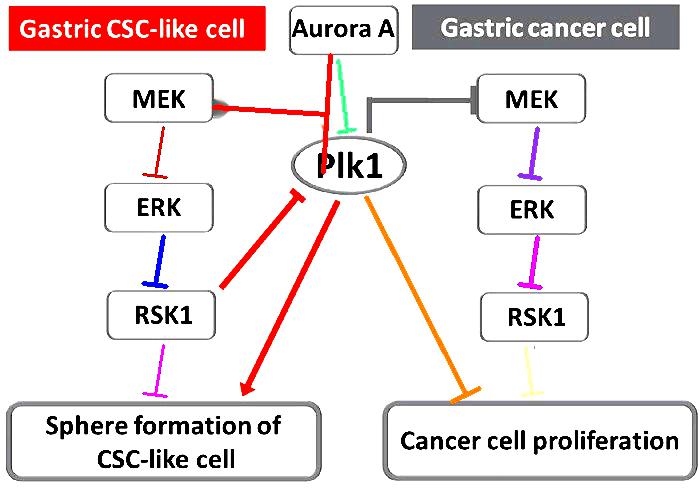 Gastric CSC-like cell
Aurora A
Gastric cancer cell
MEK
MEK
Plk1
ERK
ERK
RSK1
RSK1
Sphere formation of
CSC-like cell
Cancer cell proliferation